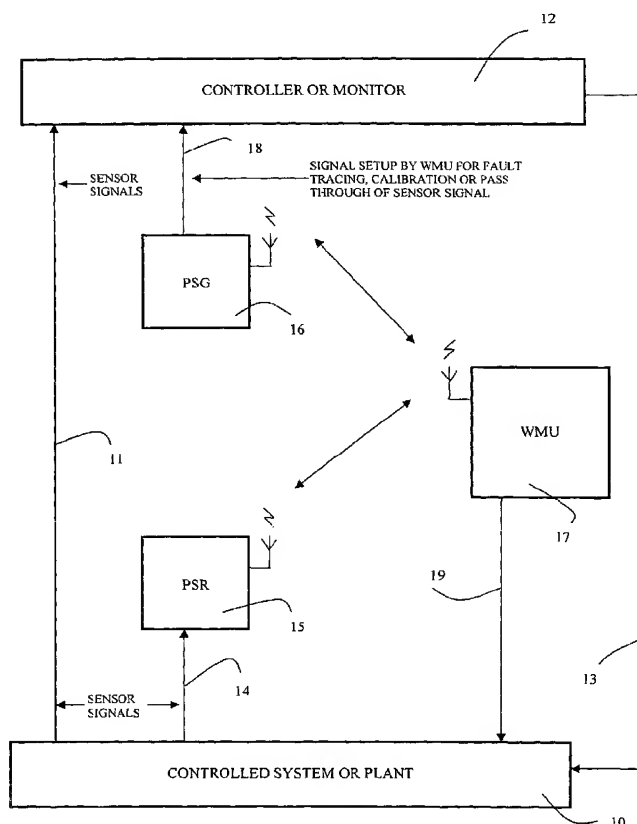 12
CONTROLLER OR MONITOR
18
SENSOR
SIGNALS
SIGNAL SETUP BY WMU FOR FAULT
TRACING, CALIBRATION OR PASS
THROUGH OF SENSOR SIGNAL
PSG
16
WMU
11
17
PSR
19
15
13
14
SENSOR
SIGNALS
CONTROLLED SYSTEM OR PLANT
10